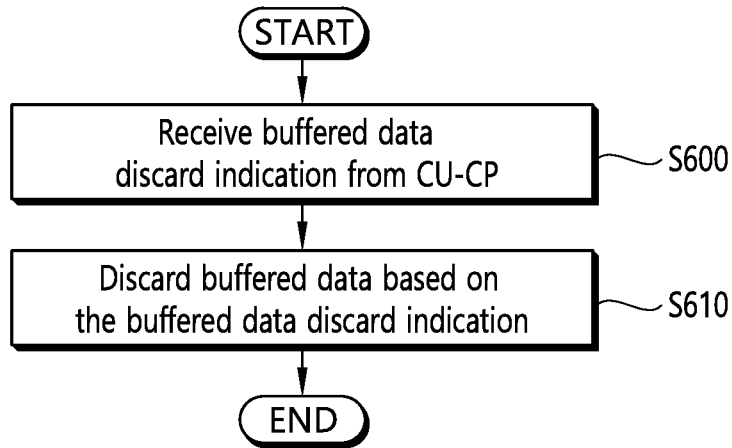 START
Receive buffered data
discard indication from CU-CP
S600
Discard buffered data based on
the buffered data discard indication
S610
END